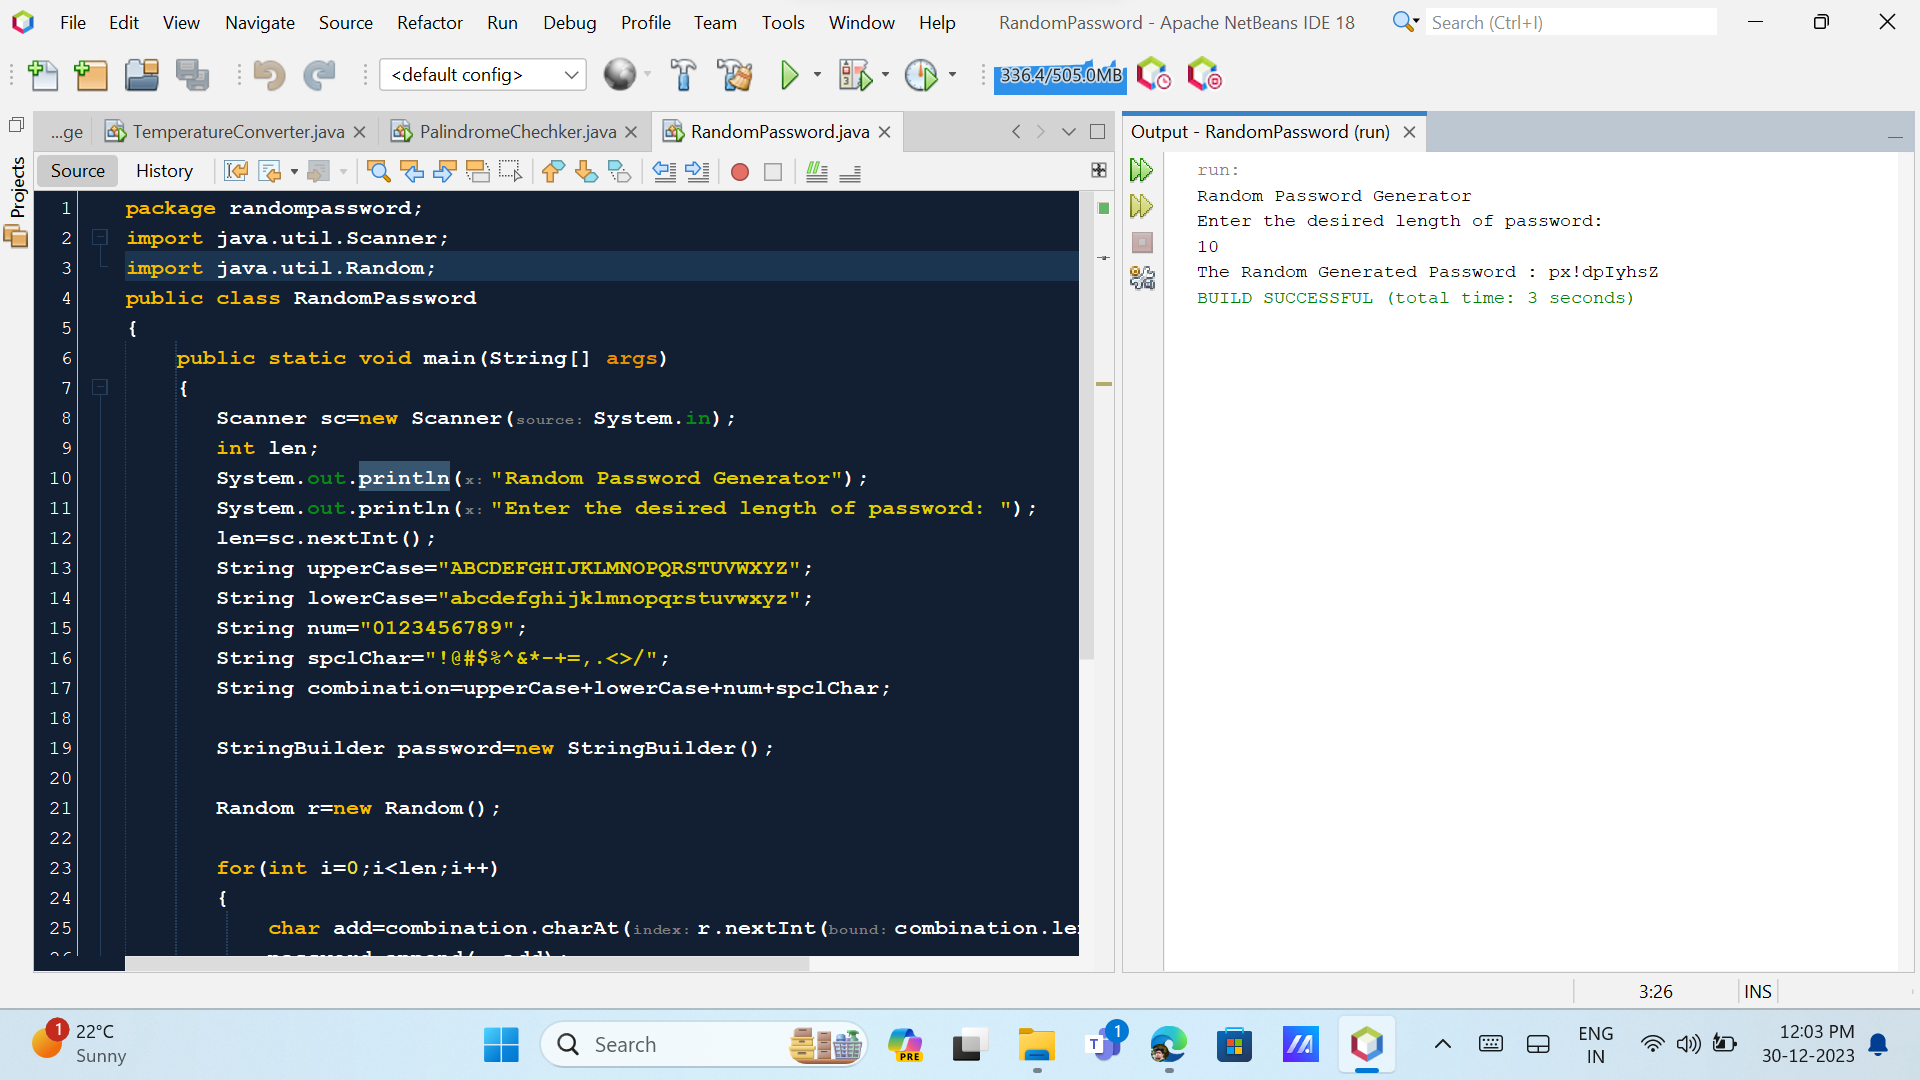 File Edit View Navigate Source Refactor Run Debug Profile Team Tools Window Help RandomPassword - Apache NetBeans IDE 18 Search (Ctrl+I)
<default config> 336.4/505.0MB
...ge TemperatureConverter.java PalindromeChechker.java RandomPassword.java
Source History
Projects
1 package randompassword;
2 import java.util.Scanner;
3 import java.util.Random;
4 public class RandomPassword
5 {
6 public static void main(String[] args)
7 {
8 Scanner sc=new Scanner(source: System.in);
9 int len;
10 System.out.println(x: "Random Password Generator");
11 System.out.println(x: "Enter the desired length of password: ");
12 len=sc.nextInt();
13 String upperCase="ABCDEFGHIJKLMNOPQRSTUVWXYZ";
14 String lowerCase="abcdefghijklmnopqrstuvwxyz";
15 String num="0123456789";
16 String spclChar="!@#$%^&*-+=,.<>/";
17 String combination=upperCase+lowerCase+num+spclChar;
18
19 StringBuilder password=new StringBuilder();
20
21 Random r=new Random();
22
23 for(int i=0;i<len;i++)
24 {
25 char add=combination.charAt(index: r.nextInt(bound: combination.le
Output - RandomPassword (run)
run:
Random Password Generator
Enter the desired length of password:
10
The Random Generated Password : px!dpIyhsZ
BUILD SUCCESSFUL (total time: 3 seconds)
3:26 INS
1 22°C
Sunny
Search
PRE
T 1
ENG
IN
12:03 PM
30-12-2023